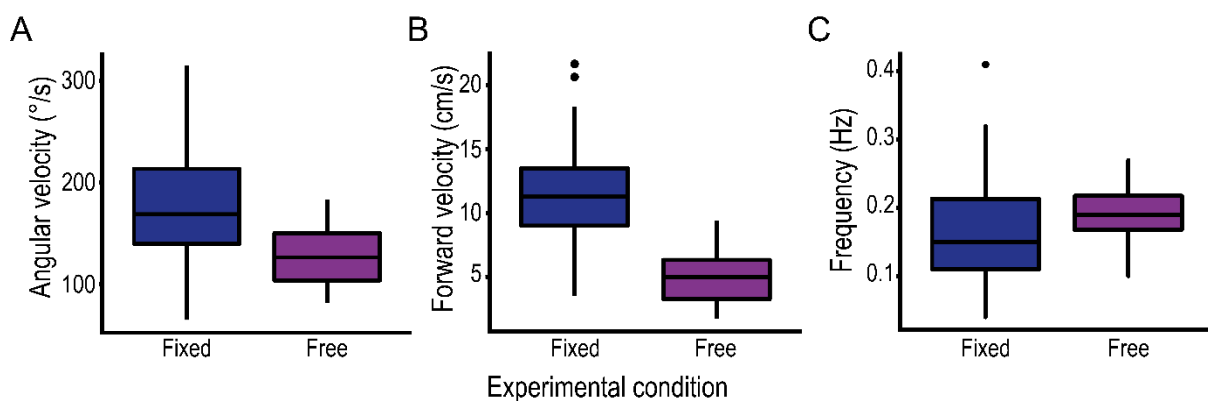 A
Angular velocity (°/s)
300
200
100
Fixed
Free
B
Forward velocity (cm/s)
20
15
10
5
Fixed
Free
C
Frequency (Hz)
0.4
0.3
0.2
0.1
Fixed
Free
Experimental condition